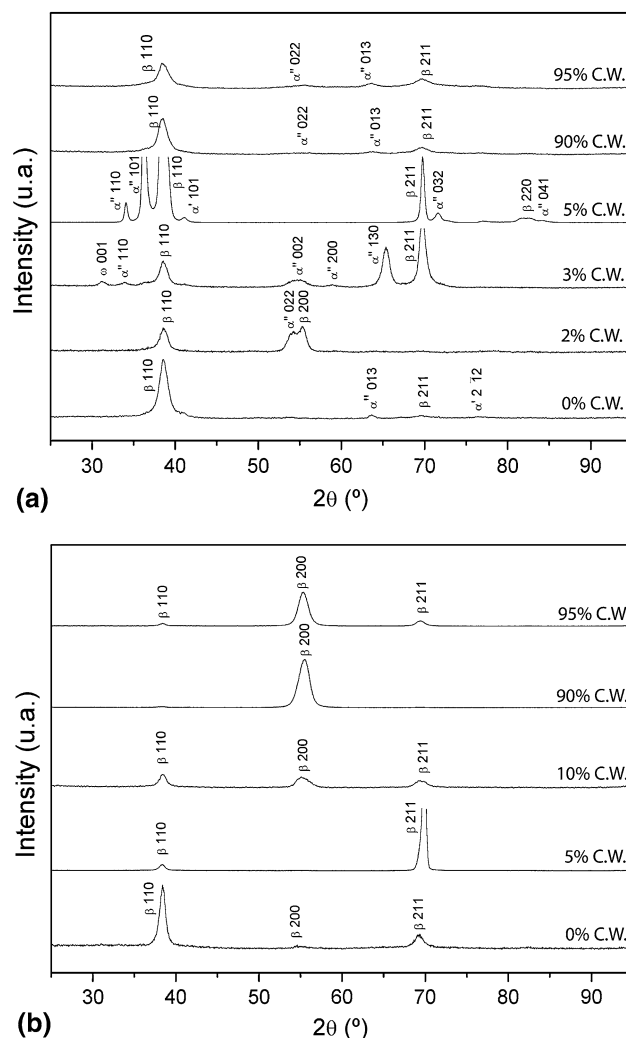 β 110
α" 022
α" 013
β 211
95% C.W.
β 110
α" 022
α" 013
β 211
90% C.W.
α" 110
α" 101
β 110
α' 101
β 211
α" 032
β 220
α" 041
5% C.W.
ω 001
α" 110
β 110
α" 002
α" 200
α" 130
β 211
3% C.W.
β 110
α" 022
β 200
2% C.W.
β 110
α" 013
β 211
α' 2 1̄2
0% C.W.
Intensity (u.a.)
30 40 50 60 70 80 90
2θ (º)
(a)
β 110
β 200
β 211
95% C.W.
β 200
90% C.W.
β 110
β 200
β 211
10% C.W.
β 110
β 211
5% C.W.
β 110
β 200
β 211
0% C.W.
Intensity (u.a.)
30 40 50 60 70 80 90
2θ (º)
(b)